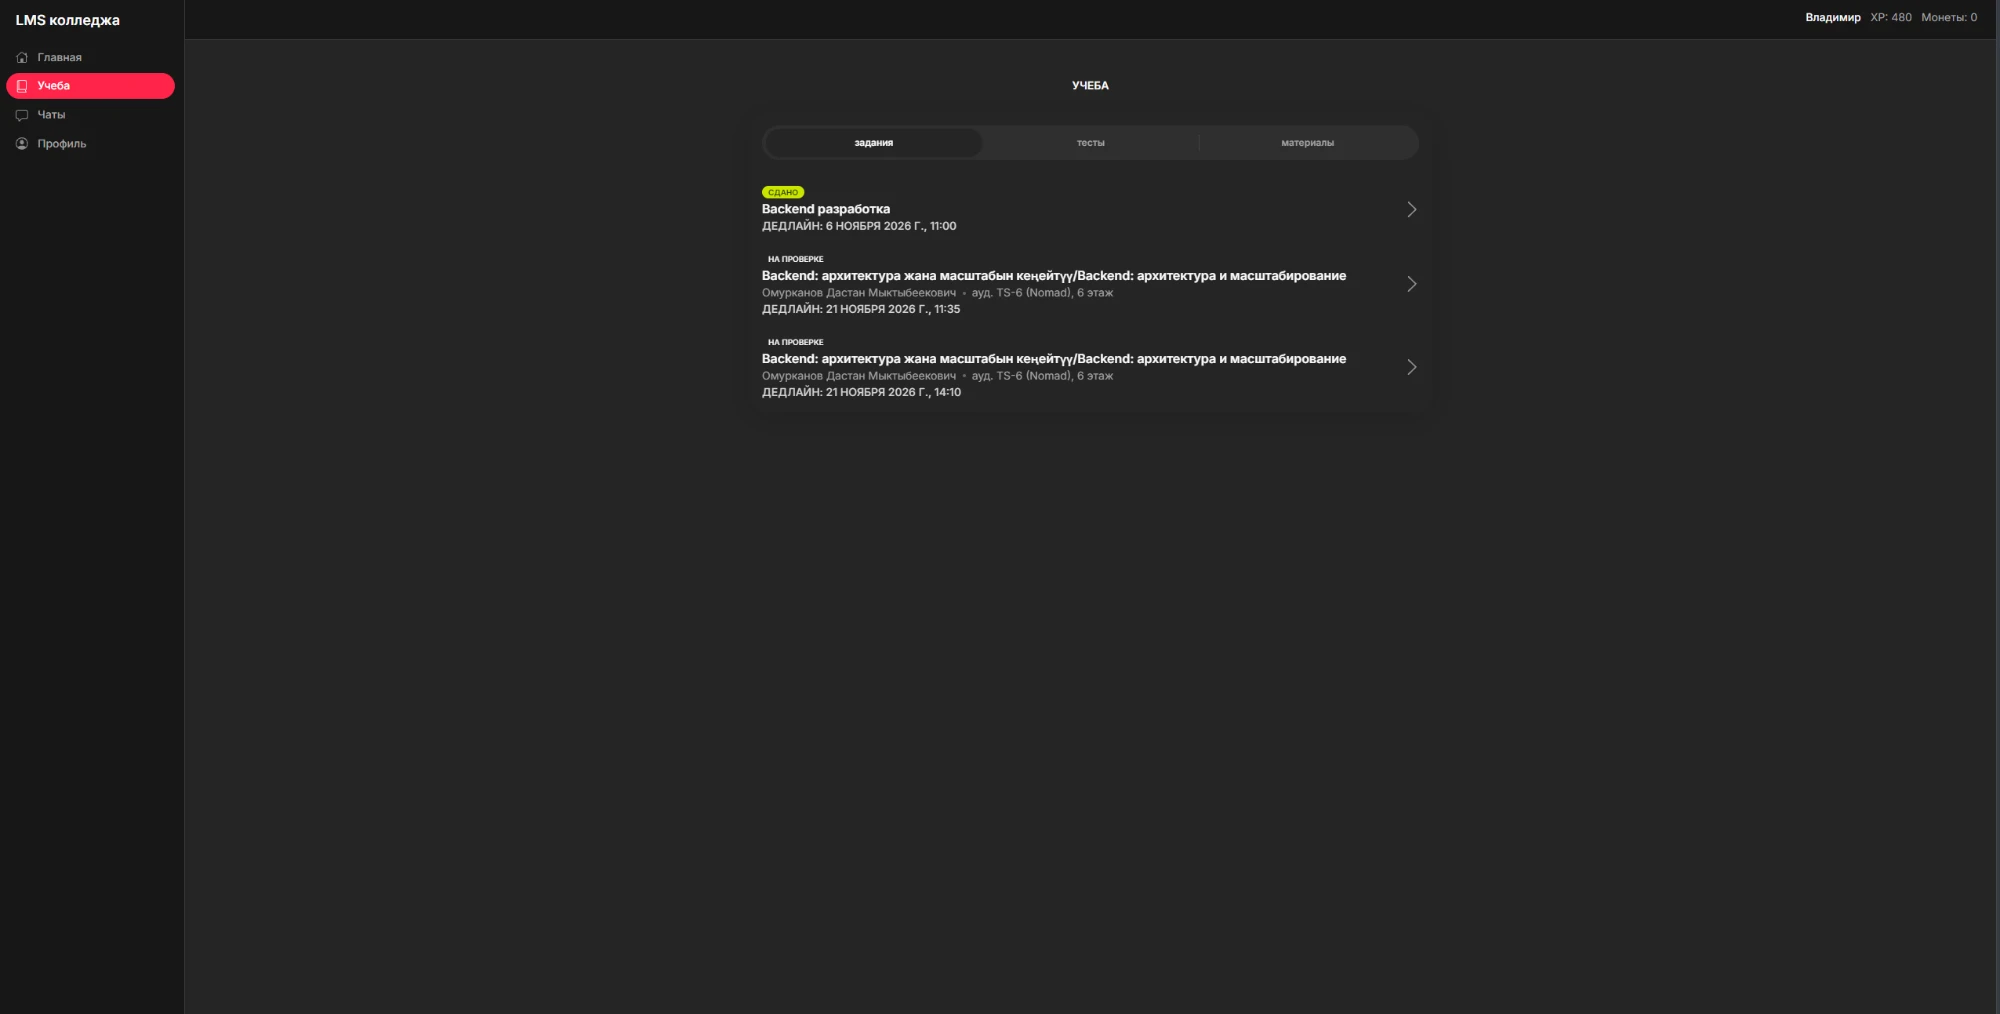 LMS колледжа
Главная
Учеба
Чаты
Профиль
Владимир XP: 480 Монеты: 0
УЧЕБА
задания тесты материалы
СДАНО
Backend разработка
ДЕДЛАЙН: 6 НОЯБРЯ 2026 Г., 11:00
НА ПРОВЕРКЕ
Backend: архитектура жана масштабын кеңейтүү/Backend: архитектура и масштабирование
Омурканов Дастан Мыктыбеекович • ауд. TS-6 (Nomad), 6 этаж
ДЕДЛАЙН: 21 НОЯБРЯ 2026 Г., 11:35
НА ПРОВЕРКЕ
Backend: архитектура жана масштабын кеңейтүү/Backend: архитектура и масштабирование
Омурканов Дастан Мыктыбеекович • ауд. TS-6 (Nomad), 6 этаж
ДЕДЛАЙН: 21 НОЯБРЯ 2026 Г., 14:10